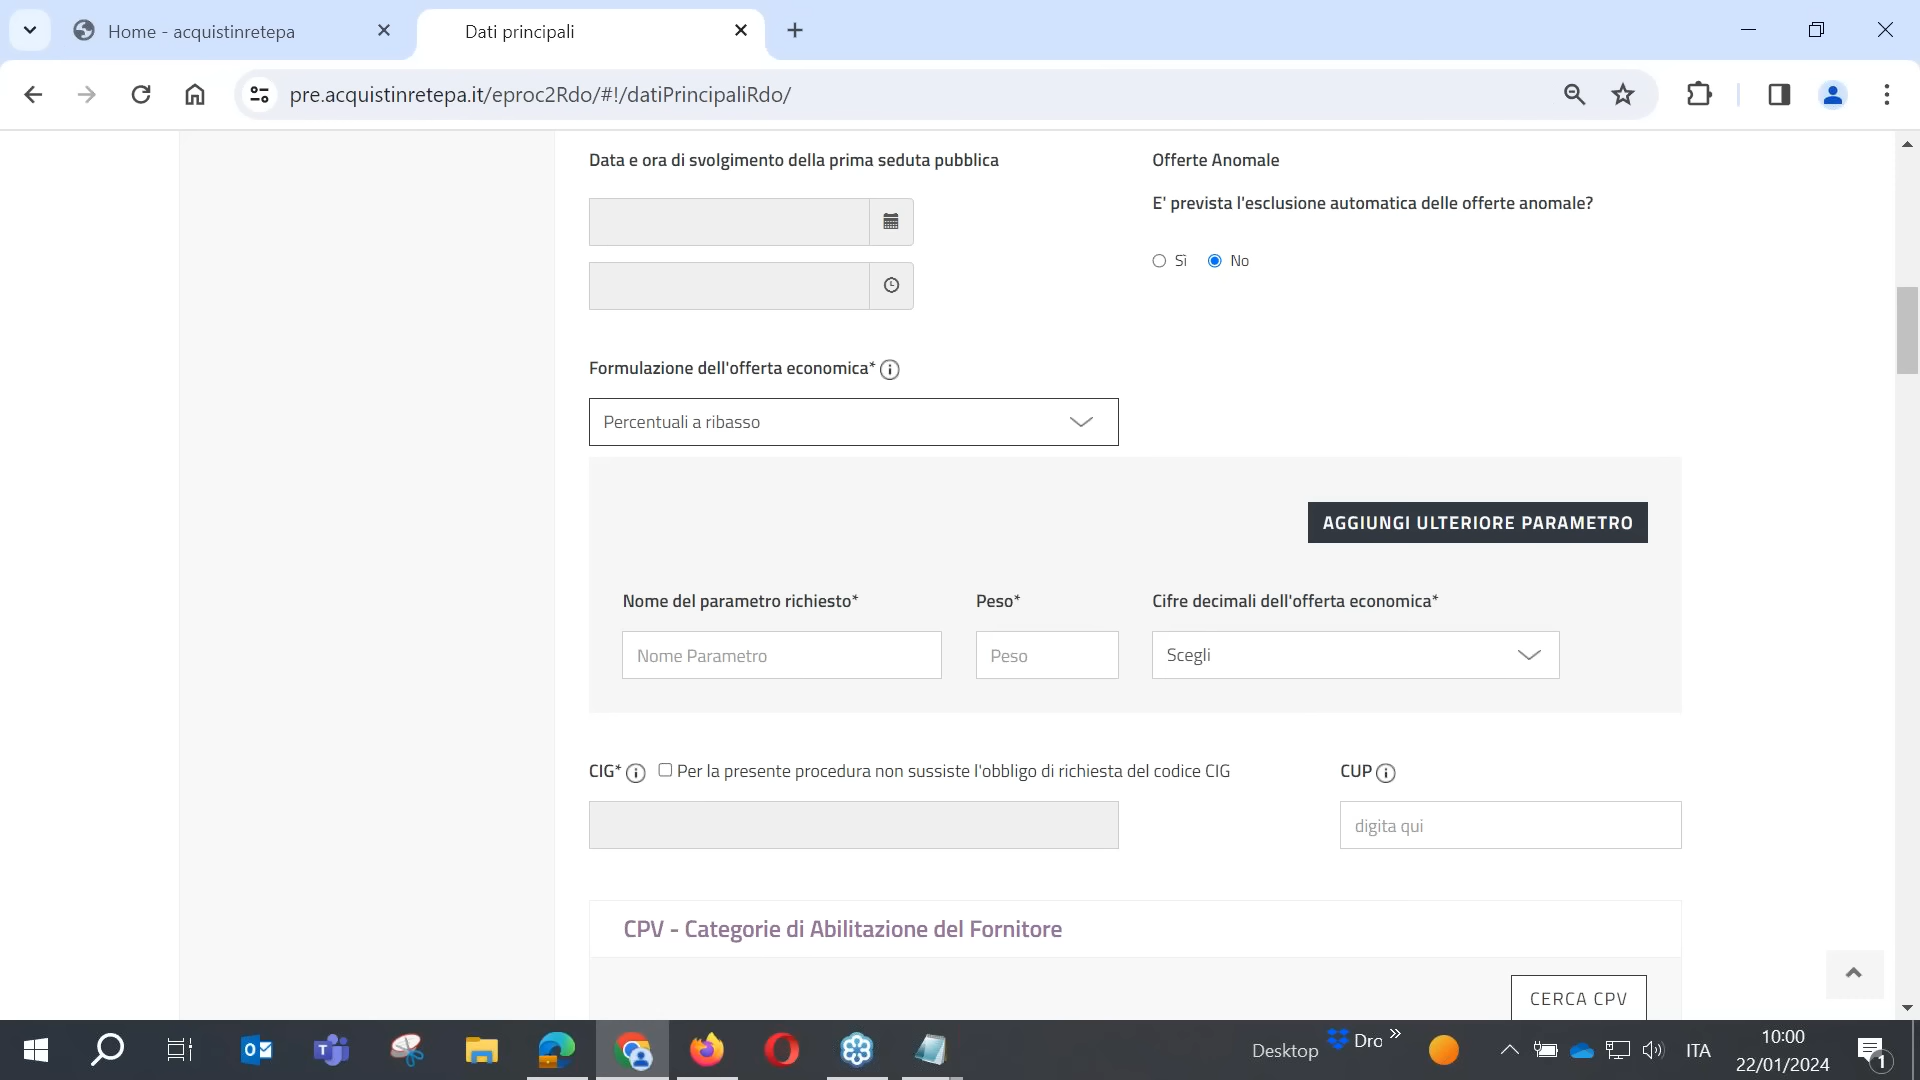 Home - acquistinretepa
Dati principali
pre.acquistinretepa.it/eproc2Rdo/#!/datiPrincipaliRdo/
Data e ora di svolgimento della prima seduta pubblica
Offerte Anomale
E' prevista l'esclusione automatica delle offerte anomale?
Sì No
Formulazione dell'offerta economica* i
Percentuali a ribasso
AGGIUNGI ULTERIORE PARAMETRO
Nome del parametro richiesto* Peso* Cifre decimali dell'offerta economica*
Nome Parametro Peso Scegli
CIG* i Per la presente procedura non sussiste l'obbligo di richiesta del codice CIG CUP i
digita qui
CPV - Categorie di Abilitazione del Fornitore
CERCA CPV
Desktop Dro » ITA 10:00
22/01/2024 1